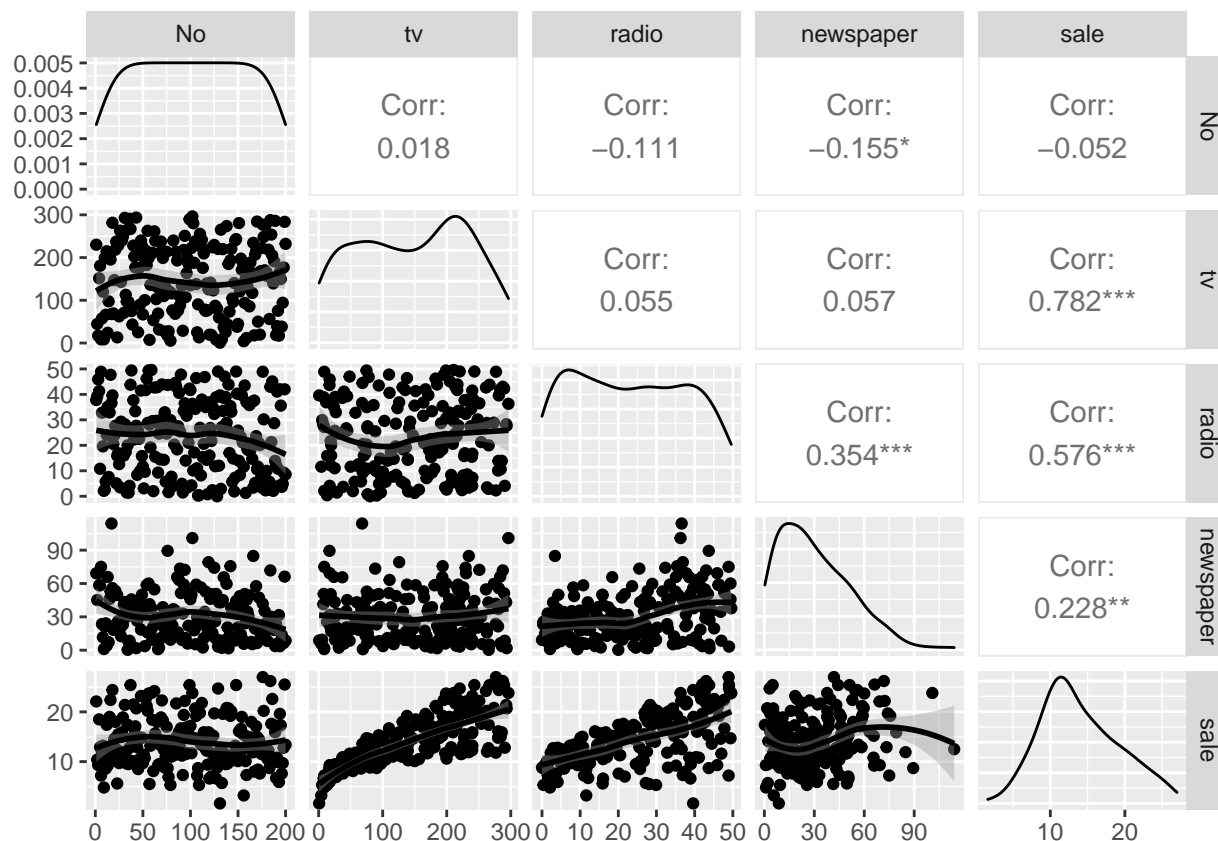 No tv radio newspaper sale
0.005
0.004
0.003
0.002
0.001
0.000
Corr:
0.018
Corr:
−0.111
Corr:
−0.155*
Corr:
−0.052
No
300
200
100
0
Corr:
0.055
Corr:
0.057
Corr:
0.782***
tv
50
40
30
20
10
0
Corr:
0.354***
Corr:
0.576***
radio
90
60
30
0
Corr:
0.228**
newspaper
20
10
sale
0 50 100 150 200
0 100 200 300
0 10 20 30 40 50
0 30 60 90
10 20